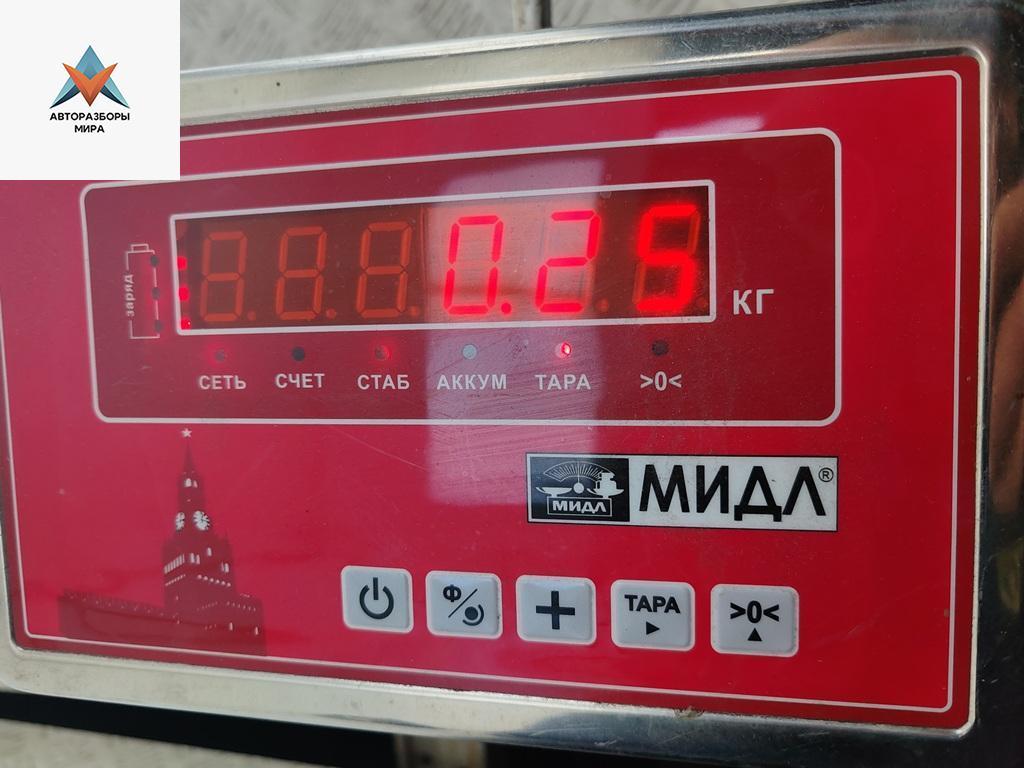 АВТОРАЗБОРЫ
МИРА
заряд
0.25
КГ
СЕТЬ СЧЕТ СТАБ АККУМ ТАРА >0<
МИДЛ МИДЛ®
Ф ТАРА >0<